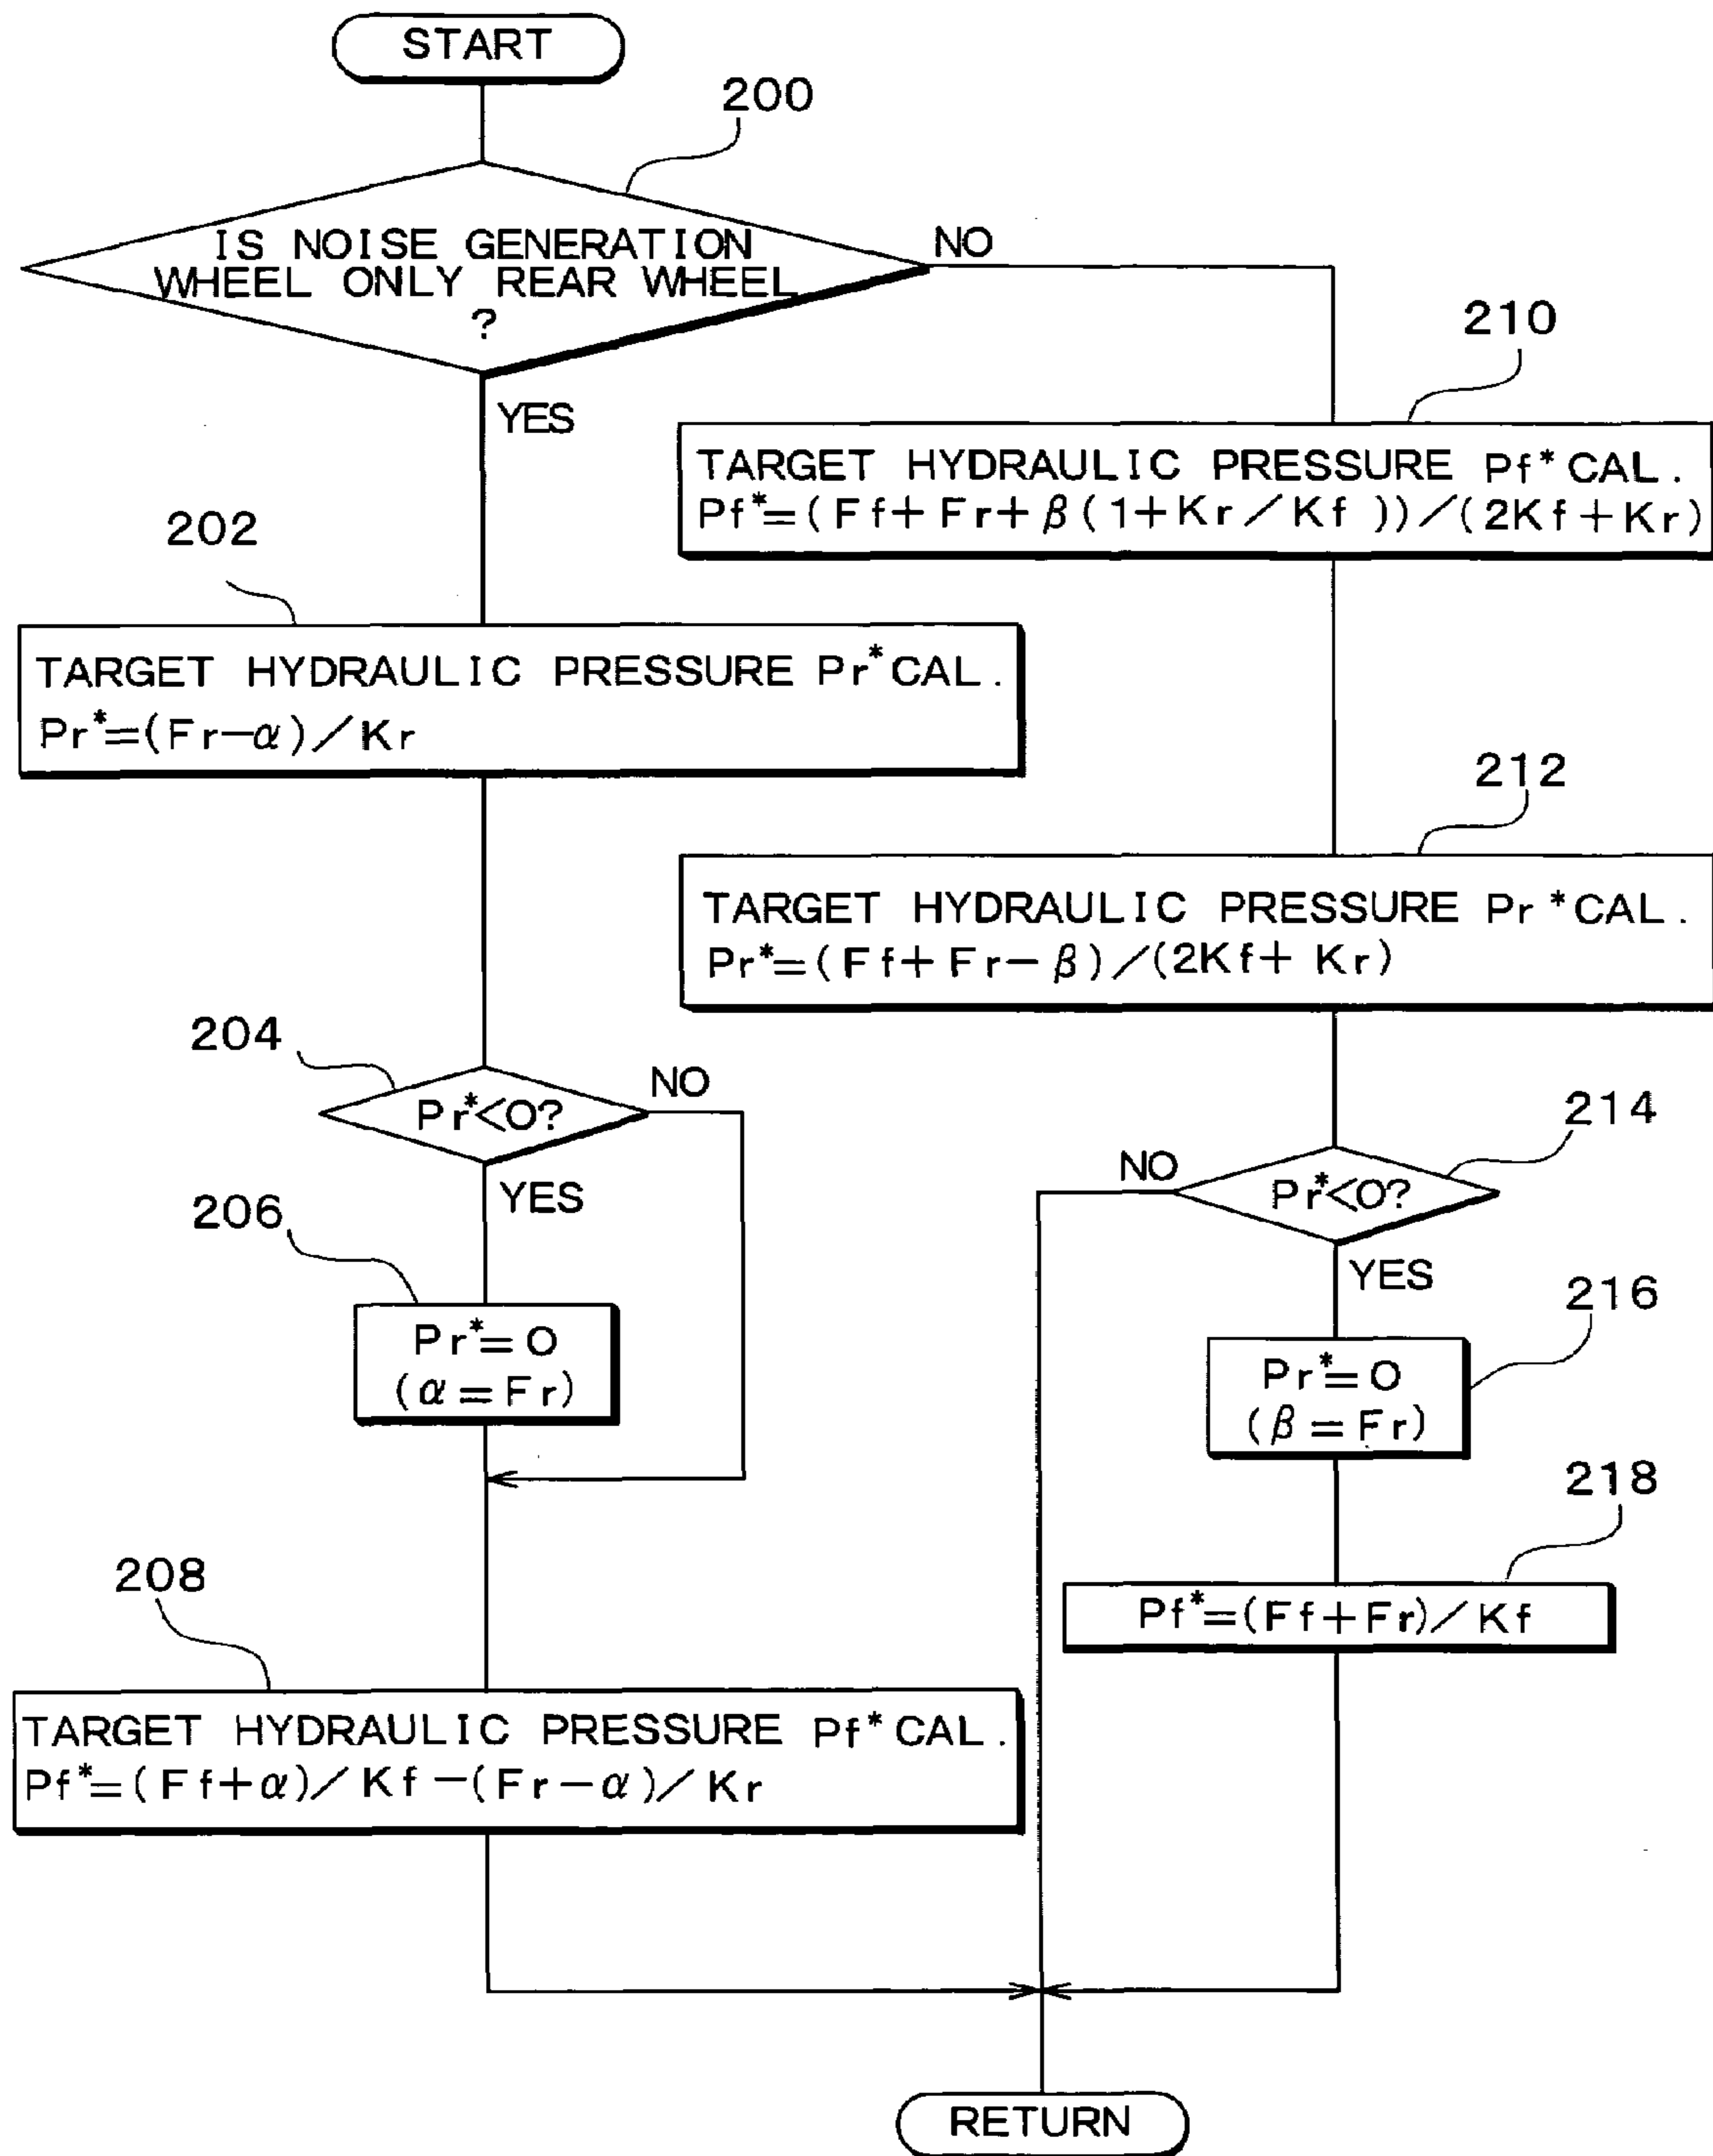 START
200
IS NOISE GENERATION
WHEEL ONLY REAR WHEEL
?
NO
YES
210
TARGET HYDRAULIC PRESSURE Pf* CAL.
Pf*=(Ff+Fr+β(1+Kr/Kf))/(2Kf+Kr)
202
TARGET HYDRAULIC PRESSURE Pr* CAL.
Pr*=(Fr-α)/Kr
212
TARGET HYDRAULIC PRESSURE Pr* CAL.
Pr*=(Ff+Fr-β)/(2Kf+Kr)
204
Pr*<0?
NO
YES
214
Pr*<0?
NO
YES
206
Pr*=0
(α=Fr)
216
Pr*=0
(β=Fr)
218
Pf*=(Ff+Fr)/Kf
208
TARGET HYDRAULIC PRESSURE Pf* CAL.
Pf*=(Ff+α)/Kf-(Fr-α)/Kr
RETURN